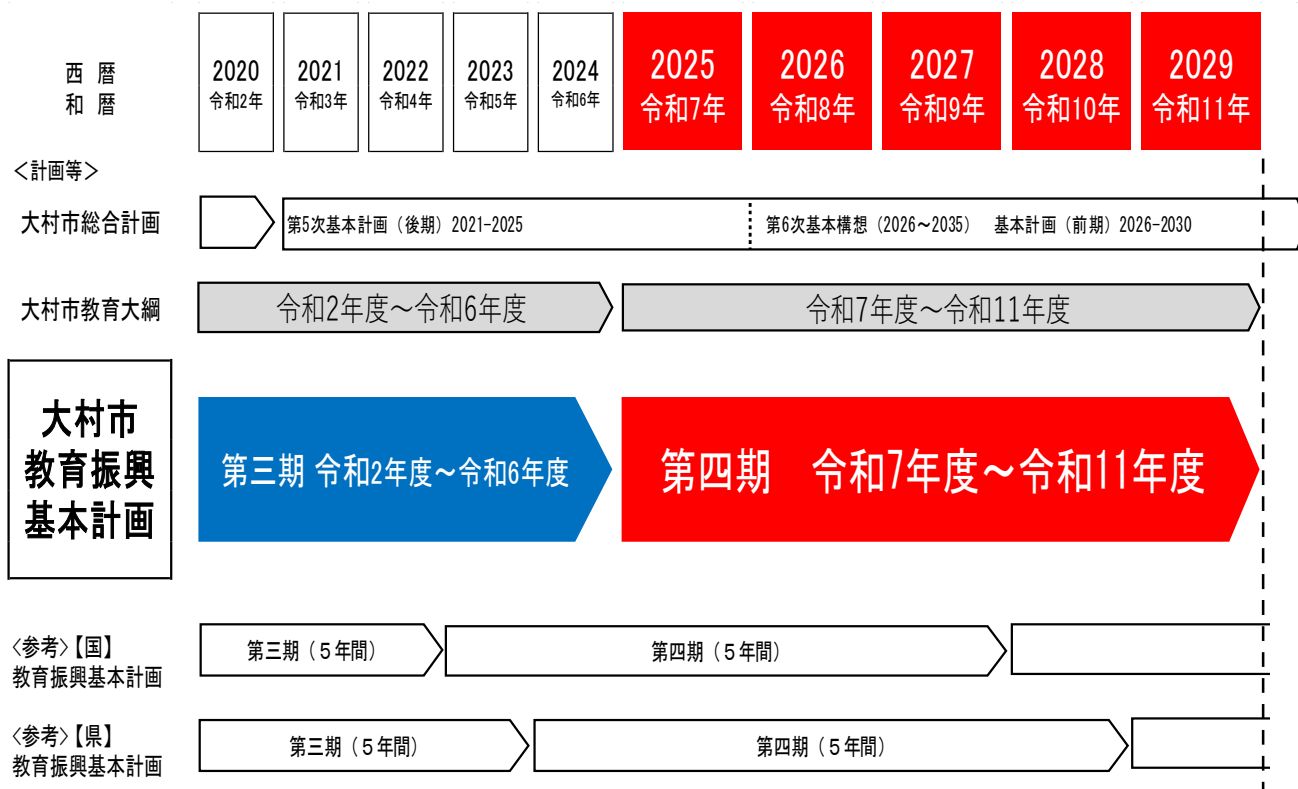 西 暦
和 暦
2020
令和2年
2021
令和3年
2022
令和4年
2023
令和5年
2024
令和6年
2025
令和7年
2026
令和8年
2027
令和9年
2028
令和10年
2029
令和11年
＜計画等＞
大村市総合計画
第5次基本計画（後期）2021-2025
第6次基本構想（2026～2035）　基本計画（前期）2026-2030
大村市教育大綱
令和2年度～令和6年度
令和7年度～令和11年度
大村市
教育振興
基本計画
第三期 令和2年度～令和6年度
第四期　令和7年度～令和11年度
〈参考〉【国】
教育振興基本計画
第三期（５年間）
第四期（５年間）
〈参考〉【県】
教育振興基本計画
第三期（５年間）
第四期（５年間）